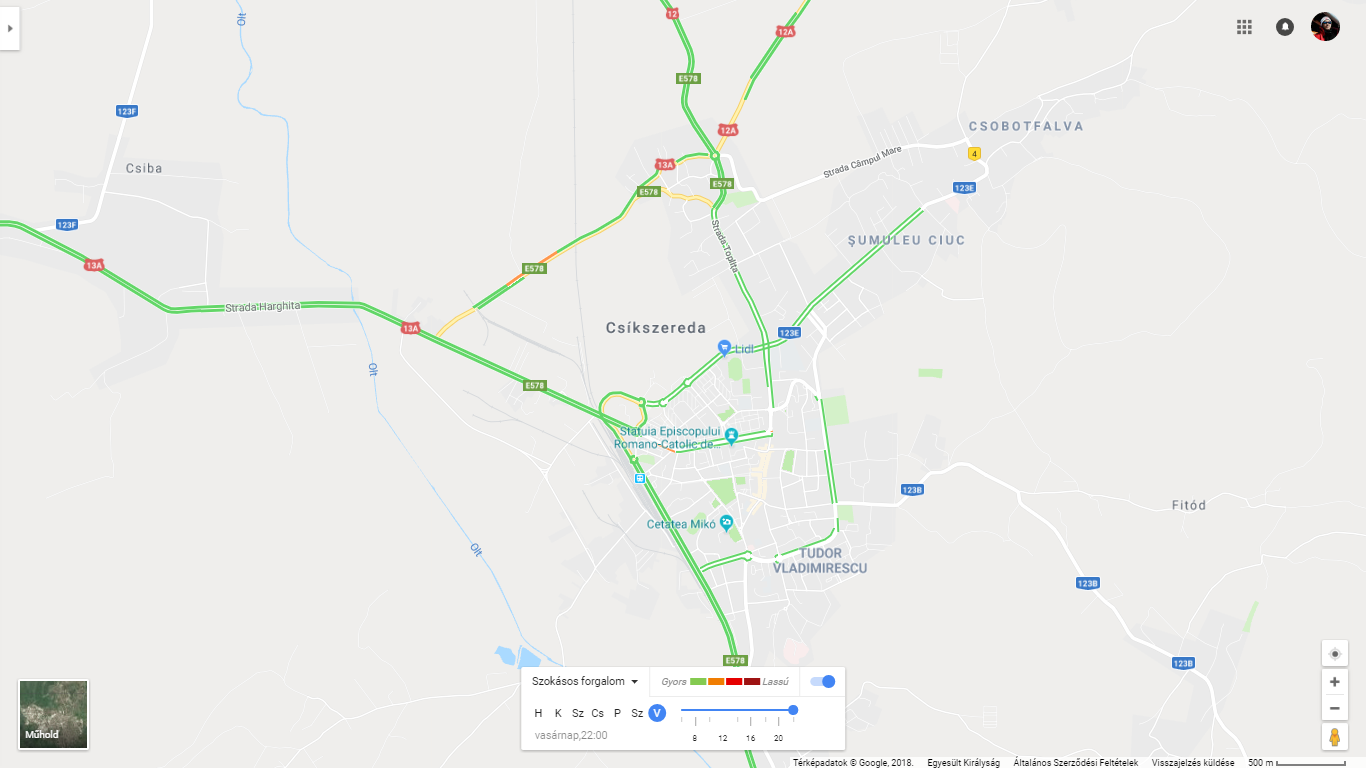 Olt
12
12A
E578
123F
12A
CSOBOTFALVA
Csiba
13A
Strada Câmpul Mare
4
E578
E578
123E
123F
Strada Toplița
ȘUMULEU CIUC
13A
E578
Strada Harghita
13A
Csíkszereda
123E
Lidl
Olt
E578
Statuia Episcopului
Romano-Catolic de...
123B
Fitód
Cetatea Mikó
Olt
TUDOR
VLADIMIRESCU
123B
E578
123B
Szokásos forgalom
Gyors
Lassú
H K Sz Cs P Sz V
vasárnap,22:00
8 12 16 20
Műhold
Térképadatok © Google, 2018. Egyesült Királyság Általános Szerződési Feltételek Visszajelzés küldése 500 m